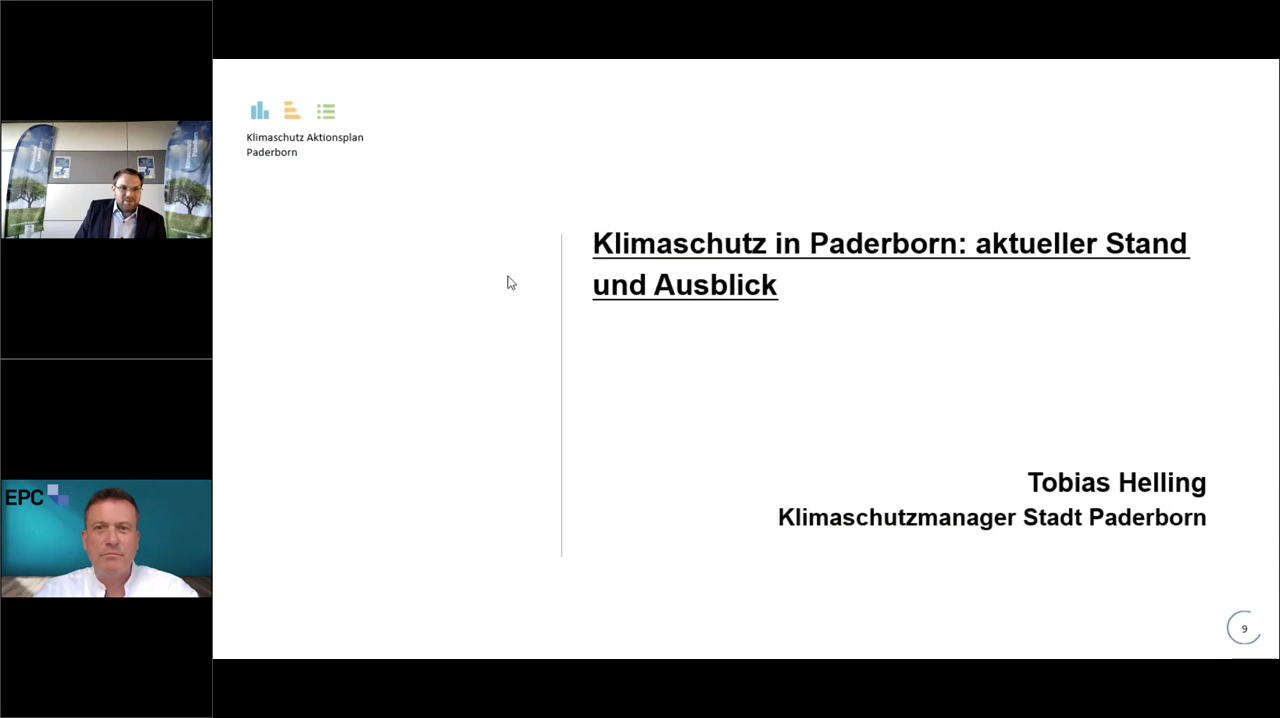 Klimaschutz Aktionsplan
Paderborn
Klimaschutz in Paderborn: aktueller Stand
und Ausblick
Tobias Helling
Klimaschutzmanager Stadt Paderborn
9
EPC